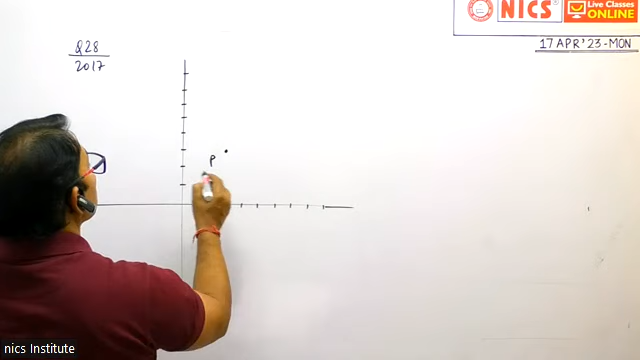 NICS
Live Classes
ONLINE
17 APR'23-MON
Q28
2017
P
nics Institute